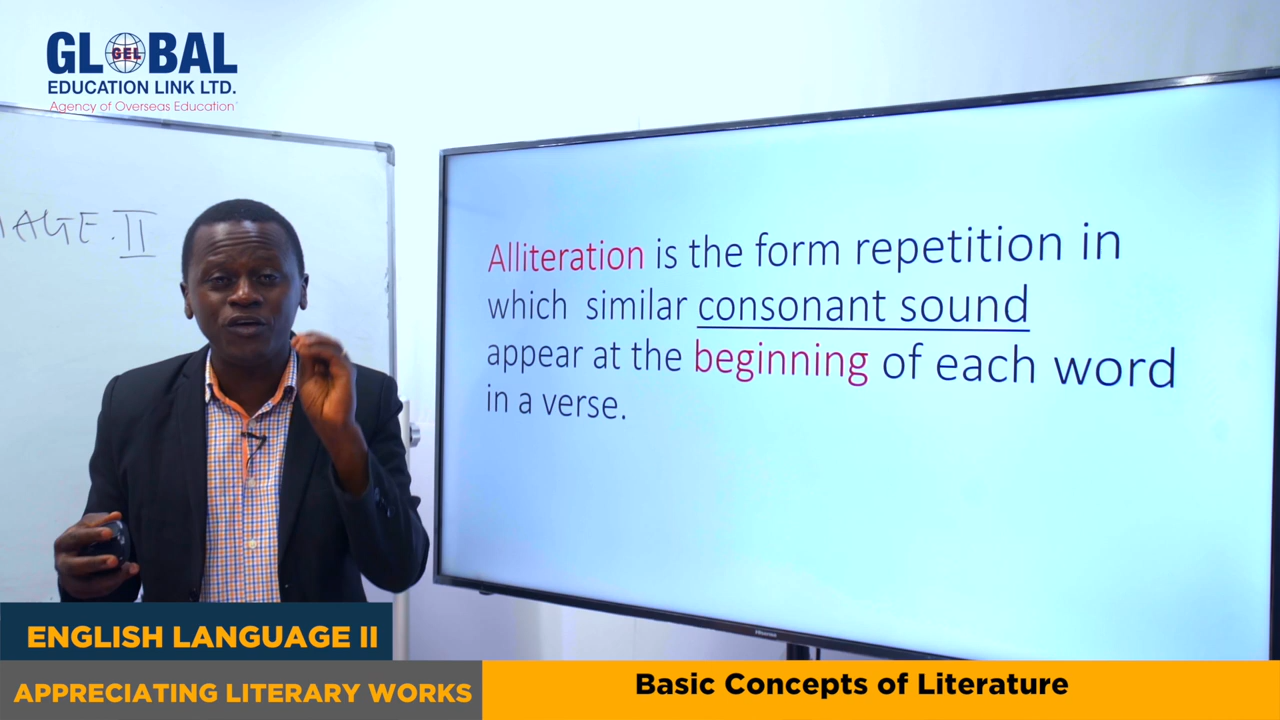 GLOBAL
GEL
EDUCATION LINK LTD.
Agency of Overseas Education
AGE.II
Alliteration is the form repetition in
which similar consonant sound
appear at the beginning of each word
in a verse.
Hisense
ENGLISH LANGUAGE II
APPRECIATING LITERARY WORKS
Basic Concepts of Literature